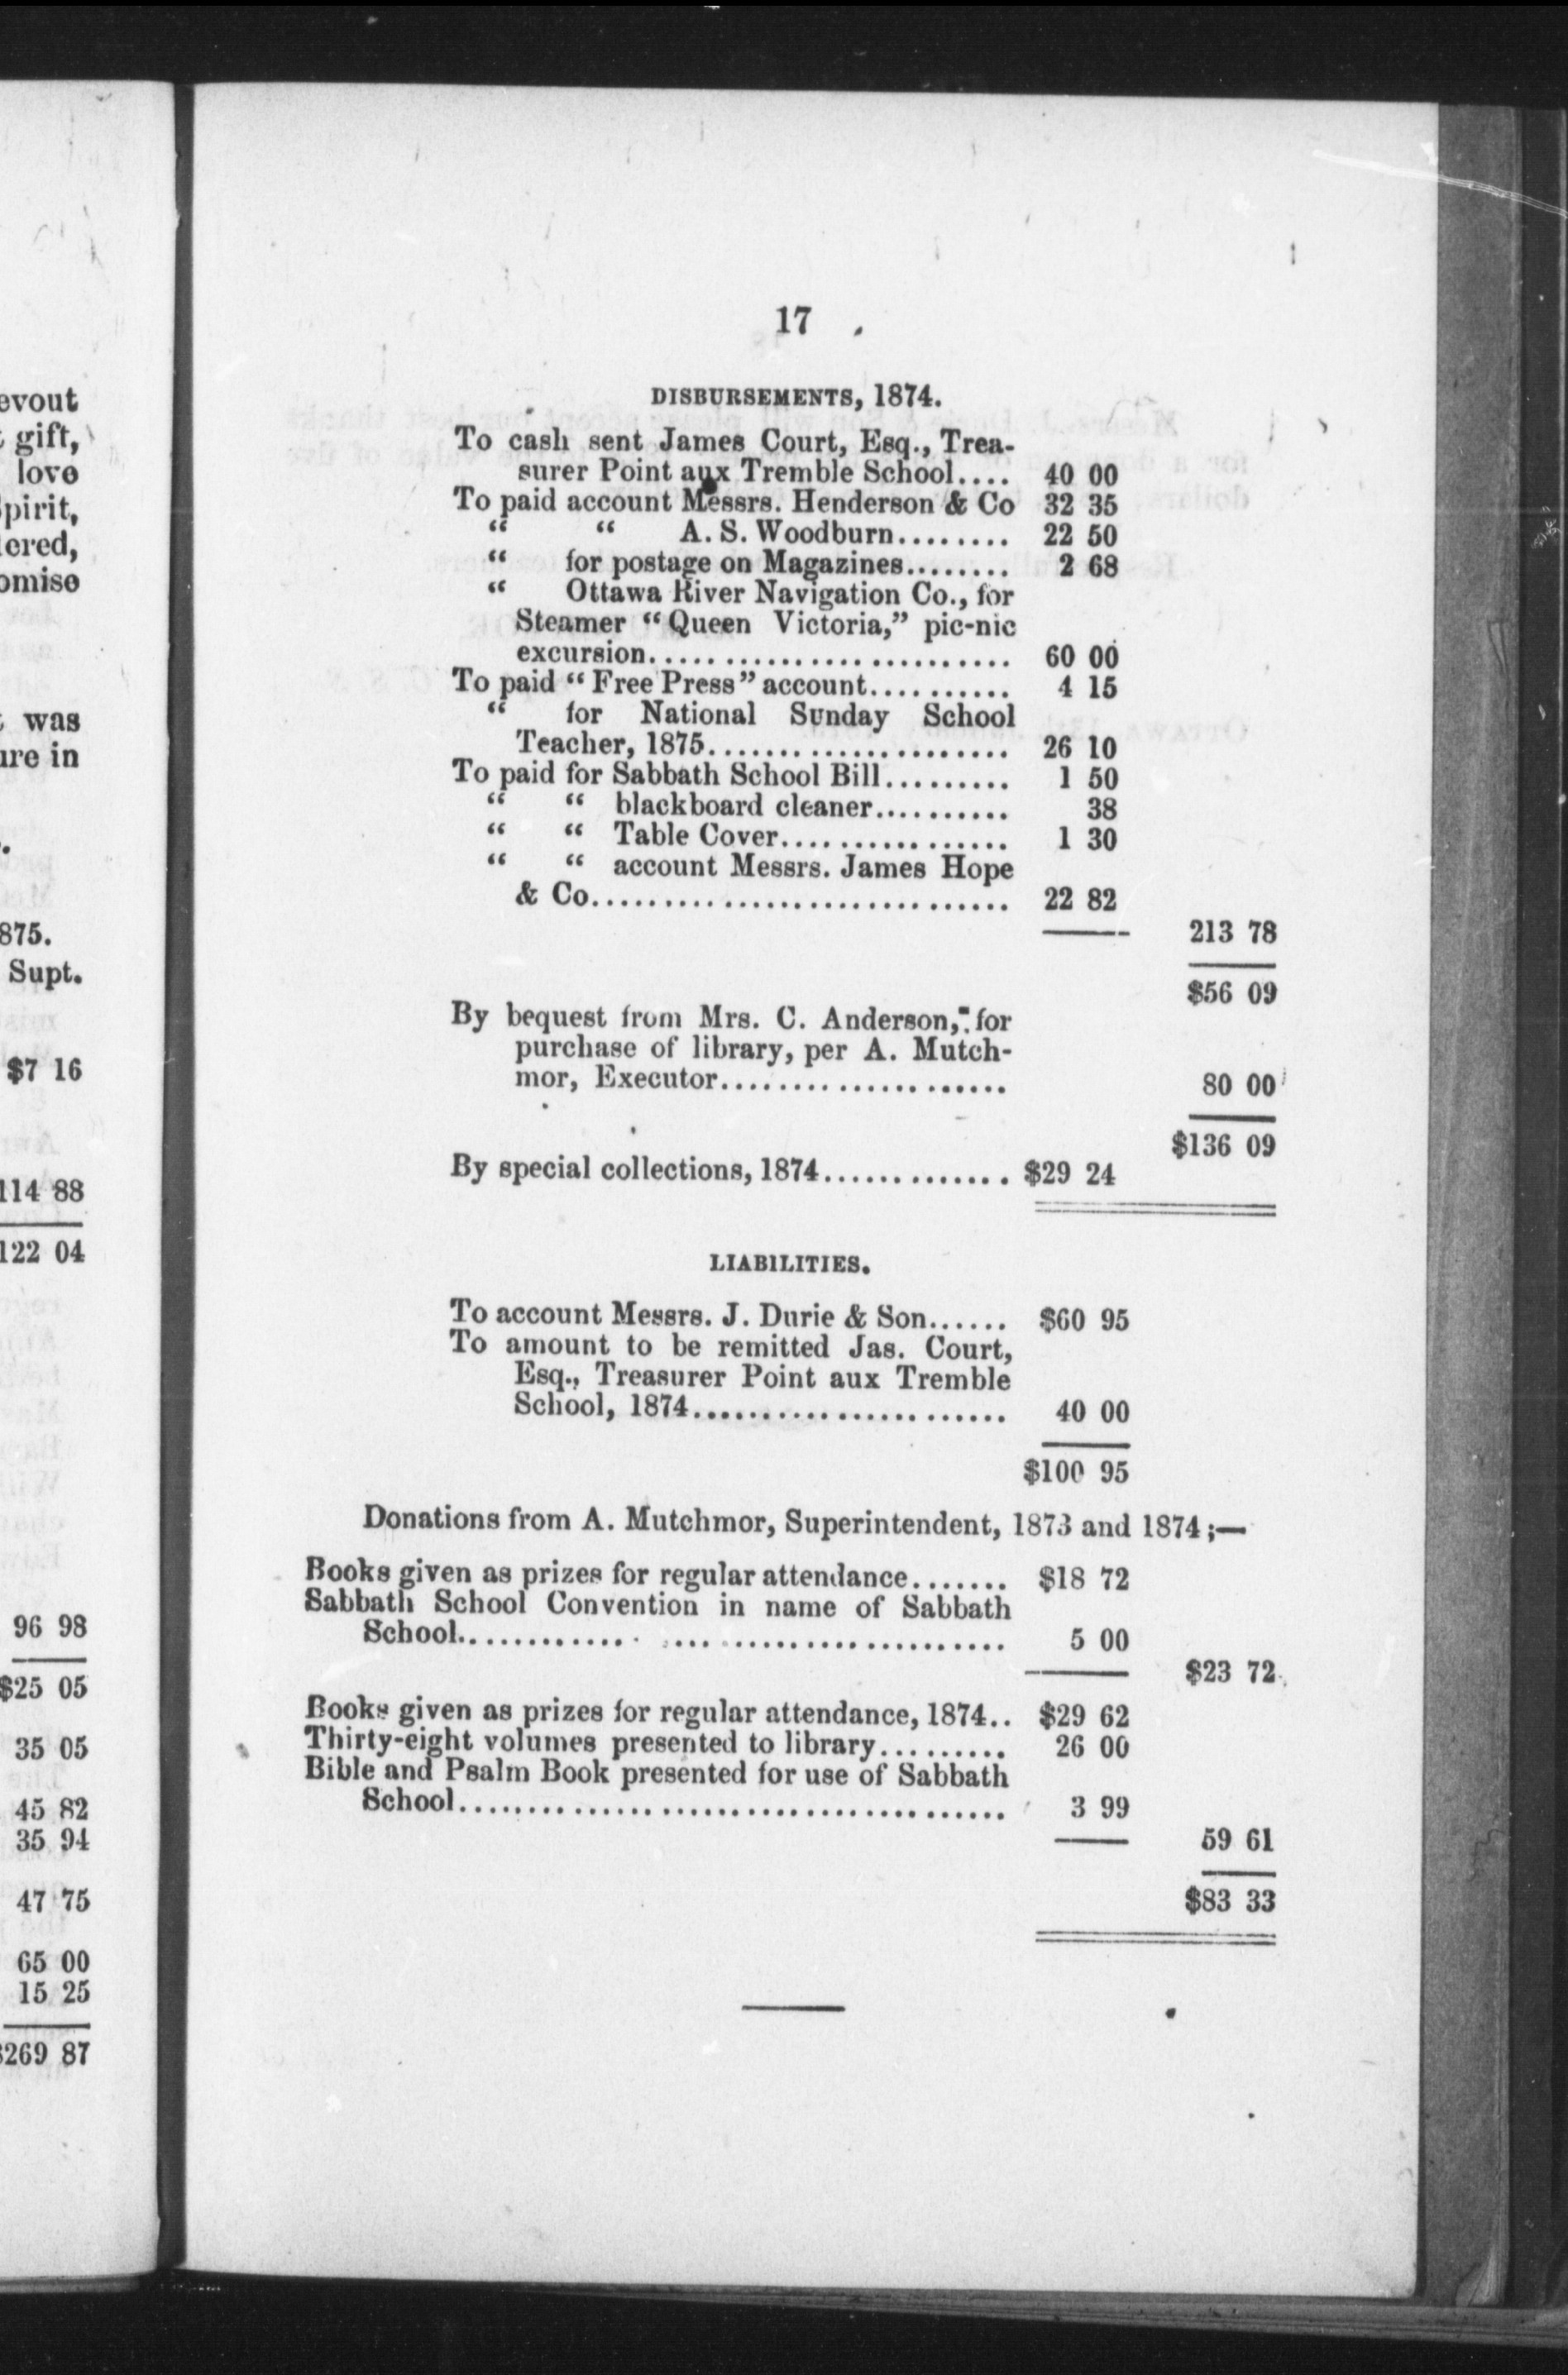 evout
gift,
love
pirit,
ered,
omise
was
ure in
875.
Supt.
$7 16
114 88
122 04
96 98
$25 05
35 05
45 82
35 94
47 75
65 00
15 25
269 87
17
DISBURSEMENTS, 1874.
To cash sent James Court, Esq., Trea-
surer Point aux Tremble School.... 40 00
To paid account Messrs. Henderson & Co 32 35
“ “ A. S. Woodburn........ 22 50
“ for postage on Magazines........ 2 68
“ Ottawa River Navigation Co., for
Steamer “Queen Victoria,” pic-nic
excursion.......................... 60 00
To paid “Free Press” account.......... 4 15
“ for National Sunday School
Teacher, 1875...................... 26 10
To paid for Sabbath School Bill......... 1 50
“ “ blackboard cleaner.......... 38
“ “ Table Cover................. 1 30
“ “ account Messrs. James Hope
& Co.............................. 22 82
213 78
$56 09
By bequest from Mrs. C. Anderson, for
purchase of library, per A. Mutch-
mor, Executor..................... 80 00
$136 09
By special collections, 1874.............. $29 24
LIABILITIES.
To account Messrs. J. Durie & Son...... $60 95
To amount to be remitted Jas. Court,
Esq., Treasurer Point aux Tremble
School, 1874....................... 40 00
$100 95
Donations from A. Mutchmor, Superintendent, 1873 and 1874;—
Books given as prizes for regular attendance....... $18 72
Sabbath School Convention in name of Sabbath
School..................................... 5 00
$23 72
Books given as prizes for regular attendance, 1874.. $29 62
Thirty-eight volumes presented to library......... 26 00
Bible and Psalm Book presented for use of Sabbath
School....................................... 3 99
59 61
$83 33